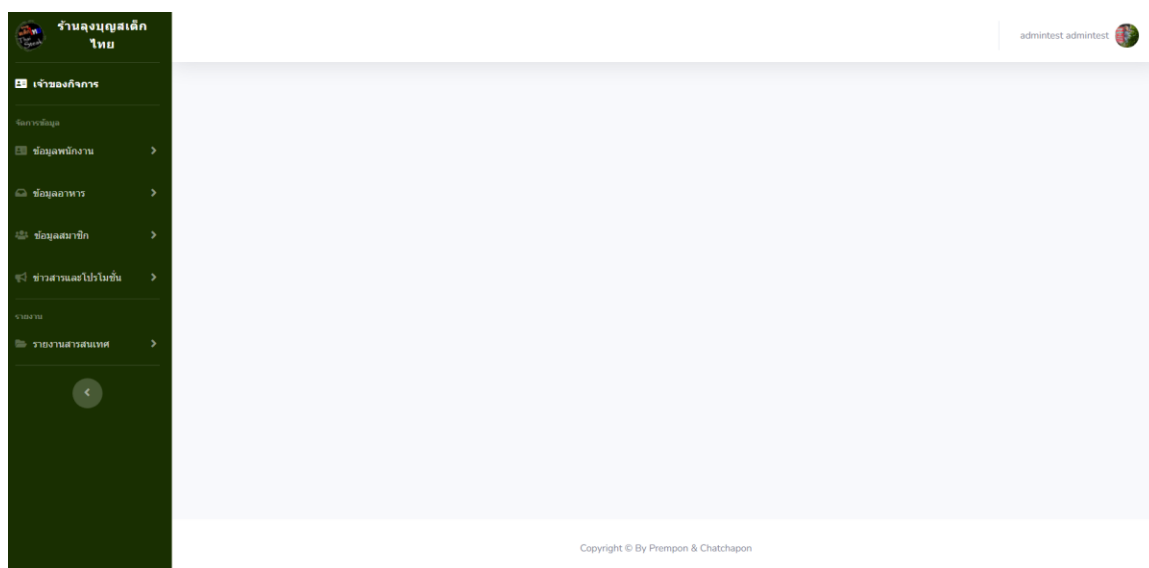 ร้านลุงบุญสเต็ก
ไทย
admintest admintest
เจ้าของกิจการ
จัดการข้อมูล
ข้อมูลพนักงาน
ข้อมูลอาหาร
ข้อมูลสมาชิก
ข่าวสารและโปรโมชั่น
รายงาน
รายงานสารสนเทศ
Copyright © By Prempon & Chatchapon